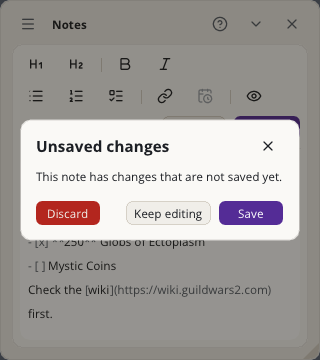 Notes
H1 H2 B I
Unsaved changes
This note has changes that are not saved yet.
Discard Keep editing Save
- [x] **250** Globs of Ectoplasm
- [ ] Mystic Coins
Check the [wiki](https://wiki.guildwars2.com)
first.